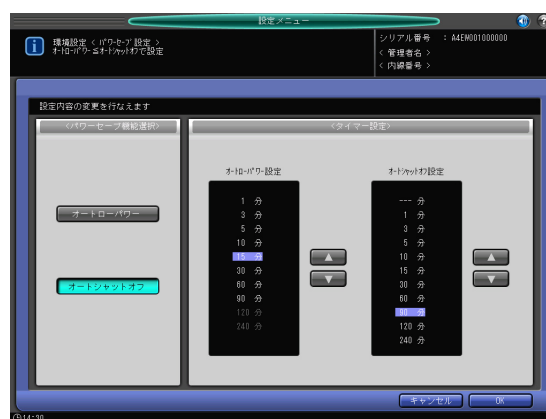 設定メニュー
環境設定 < ﾊﾟﾜｰｾｰﾌﾞ設定 >
ｵｰﾄﾛｰﾊﾟﾜｰ≦ｵｰﾄｼｬｯﾄｵﾌで設定
シリアル番号 : A4EW001000000
< 管理者名 >
< 内線番号 >
設定内容の変更を行なえます
<パワーセーブ機能選択>
オートローパワー
オートシャットオフ
<タイマー設定>
ｵｰﾄﾛｰﾊﾟﾜｰ設定
1 分
3 分
5 分
10 分
15 分
30 分
60 分
90 分
120 分
240 分
ｵｰﾄｼｬｯﾄｵﾌ設定
--- 分
1 分
3 分
5 分
10 分
15 分
30 分
60 分
90 分
120 分
240 分
キャンセル
OK
14:30